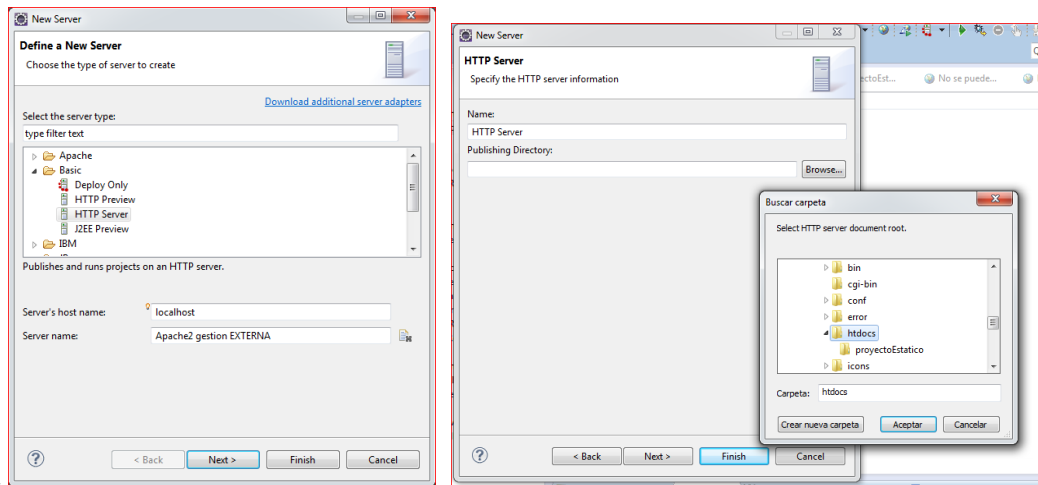 New Server
Define a New Server
Choose the type of server to create
Download additional server adapters
Select the server type:
type filter text
Apache
Basic
Deploy Only
HTTP Preview
HTTP Server
J2EE Preview
IBM
Publishes and runs projects on an HTTP server.
Server's host name:
localhost
Server name:
Apache2 gestion EXTERNA
< Back
Next >
Finish
Cancel
New Server
HTTP Server
Specify the HTTP server information
Name:
HTTP Server
Publishing Directory:
Browse...
< Back
Next >
Finish
Cancel
ectoEst...
No se puede...
Buscar carpeta
Select HTTP server document root.
bin
cgi-bin
conf
error
htdocs
proyectoEstatico
icons
Carpeta:
htdocs
Crear nueva carpeta
Aceptar
Cancelar